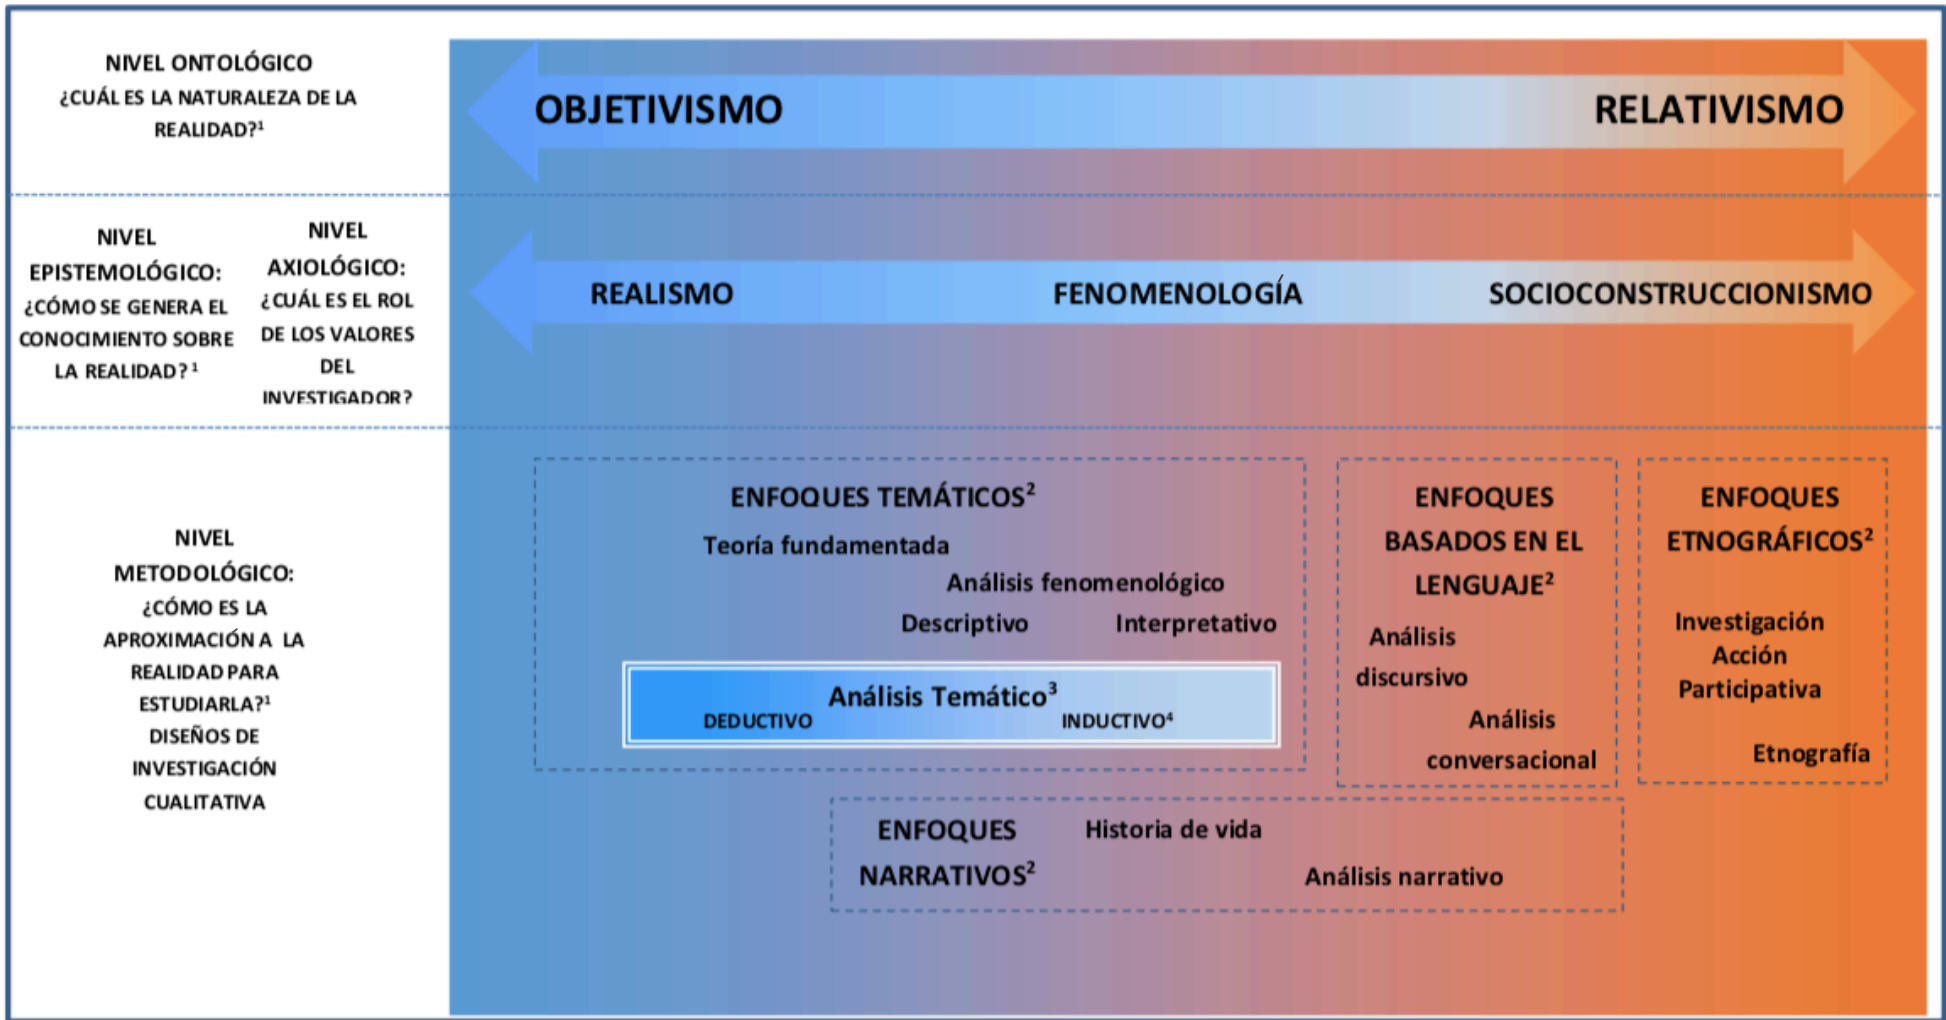 NIVEL ONTOLÓGICO
¿CUÁL ES LA NATURALEZA DE LA
REALIDAD?¹
OBJETIVISMO
RELATIVISMO
NIVEL
EPISTEMOLÓGICO:
¿CÓMO SE GENERA EL
CONOCIMIENTO SOBRE
LA REALIDAD? ¹
NIVEL
AXIOLÓGICO:
¿CUÁL ES EL ROL
DE LOS VALORES
DEL
INVESTIGADOR?
REALISMO
FENOMENOLOGÍA
SOCIOCONSTRUCCIONISMO
NIVEL
METODOLÓGICO:
¿CÓMO ES LA
APROXIMACIÓN A LA
REALIDAD PARA
ESTUDIARLA?¹
DISEÑOS DE
INVESTIGACIÓN
CUALITATIVA
ENFOQUES TEMÁTICOS²
Teoría fundamentada
Análisis fenomenológico
Descriptivo
Interpretativo
Análisis Temático³
DEDUCTIVO
INDUCTIVO⁴
ENFOQUES
BASADOS EN EL
LENGUAJE²
Análisis
discursivo
Análisis
conversacional
ENFOQUES
ETNOGRÁFICOS²
Investigación
Acción
Participativa
Etnografía
ENFOQUES
NARRATIVOS²
Historia de vida
Análisis narrativo